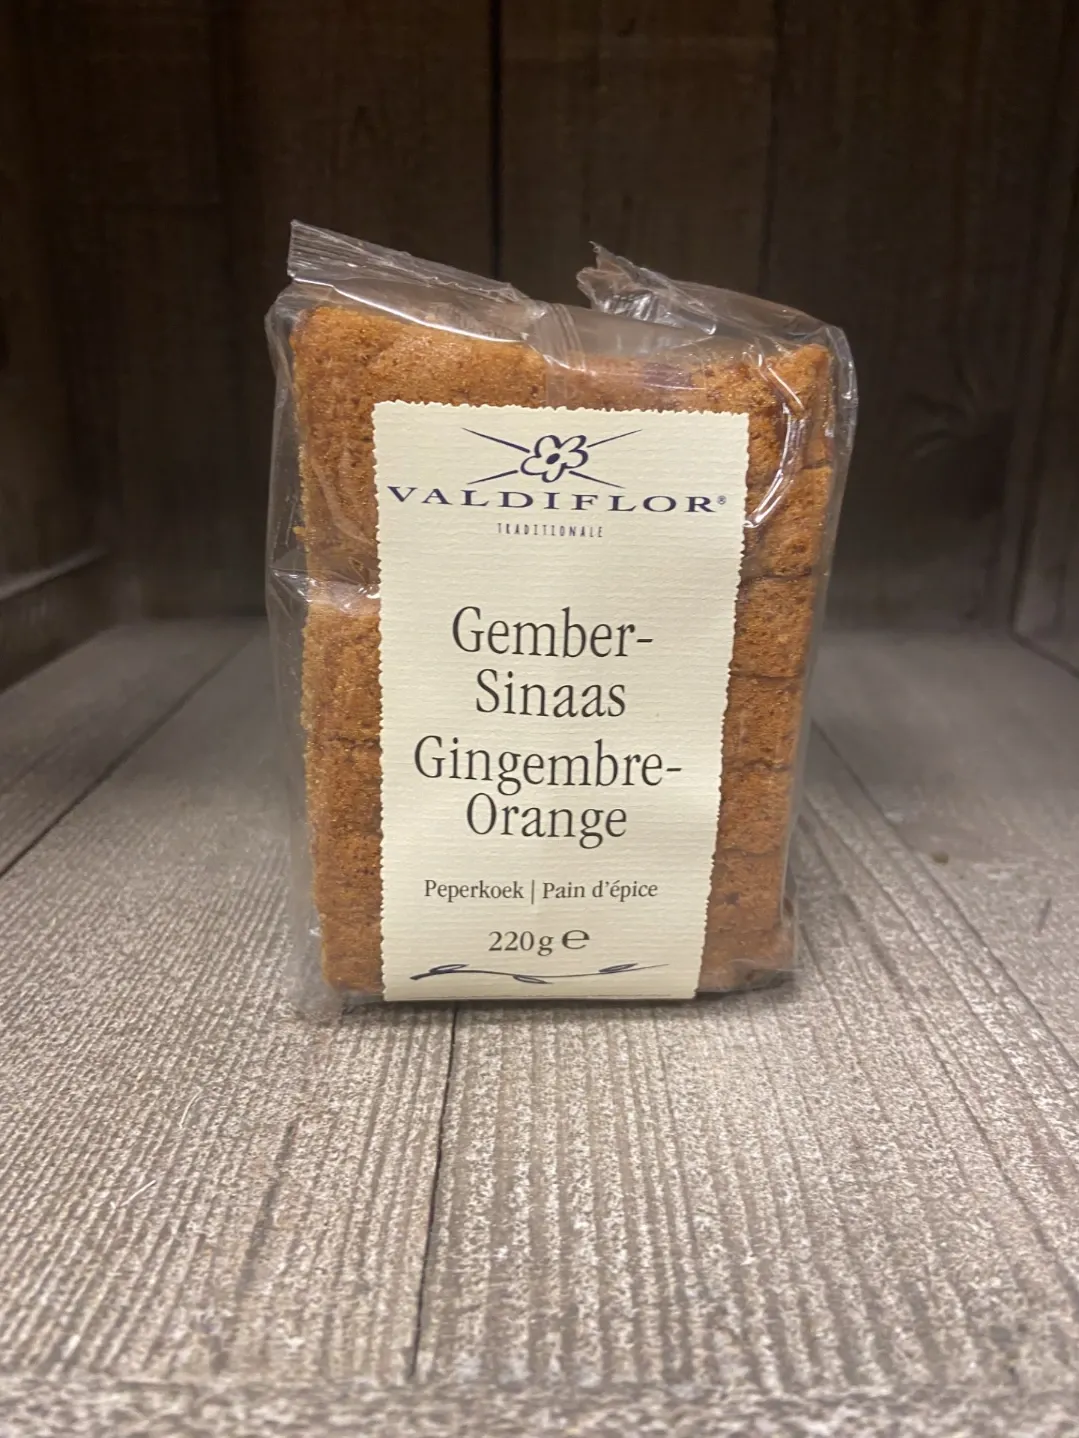 VALDIFLOR®
TRADITIONALE
Gember-
Sinaas
Gingembre-
Orange
Peperkoek | Pain d'épice
220g ℮